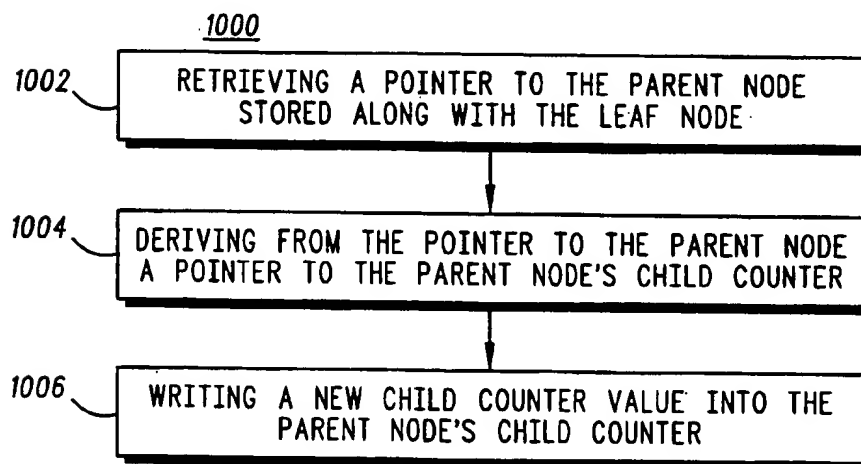 1000
1002
RETRIEVING A POINTER TO THE PARENT NODE
STORED ALONG WITH THE LEAF NODE
1004
DERIVING FROM THE POINTER TO THE PARENT NODE
A POINTER TO THE PARENT NODE'S CHILD COUNTER
1006
WRITING A NEW CHILD COUNTER VALUE INTO THE
PARENT NODE'S CHILD COUNTER